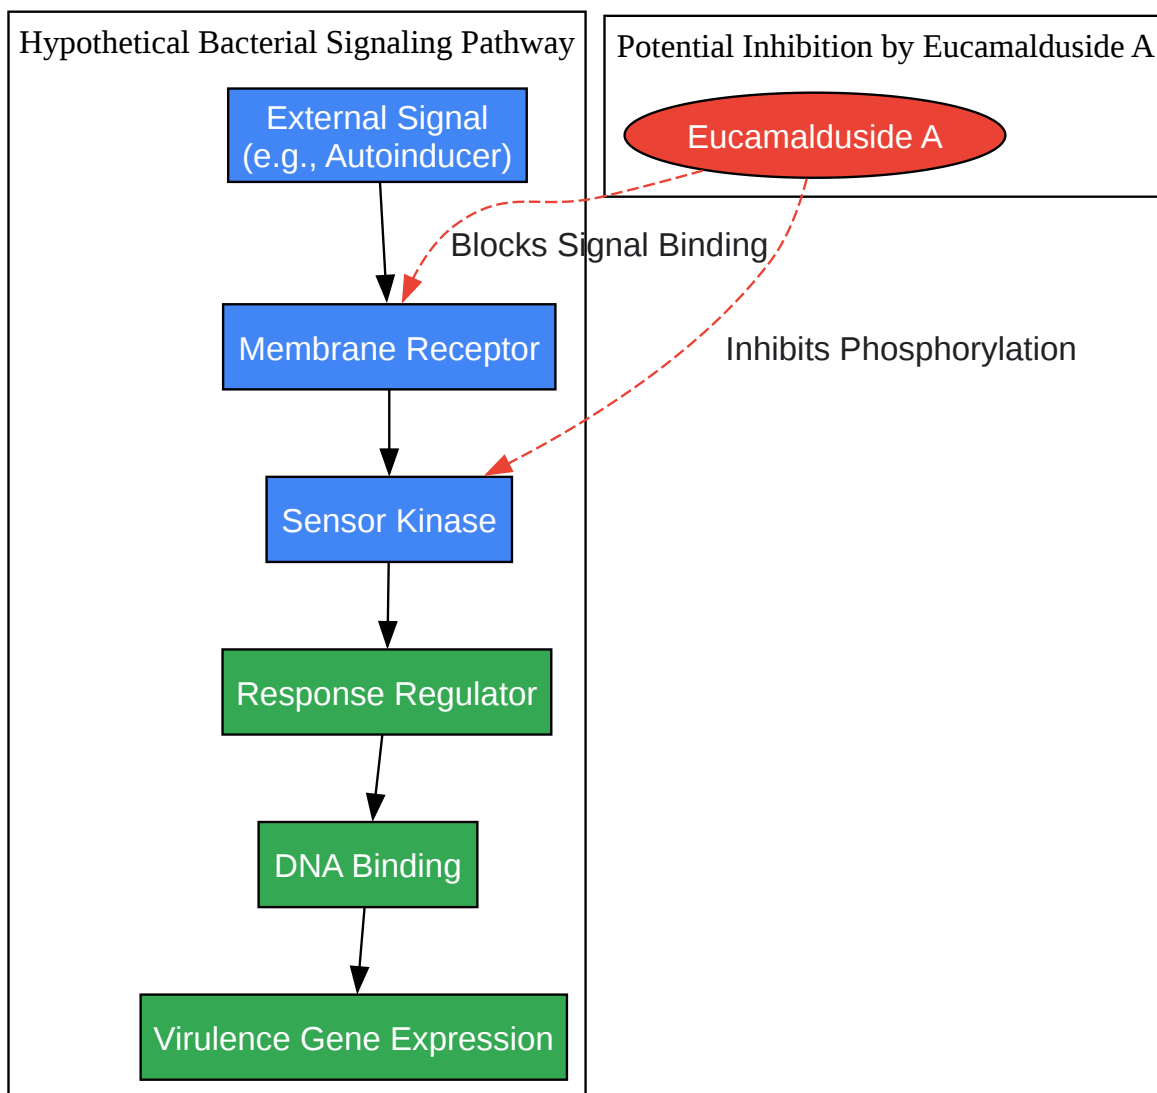 Hypothetical Bacterial Signaling Pathway
Potential Inhibition by Eucamalduside A
External Signal
(e.g., Autoinducer)
Eucamalduside A
Blocks Signal Binding
Membrane Receptor
Inhibits Phosphorylation
Sensor Kinase
Response Regulator
DNA Binding
Virulence Gene Expression